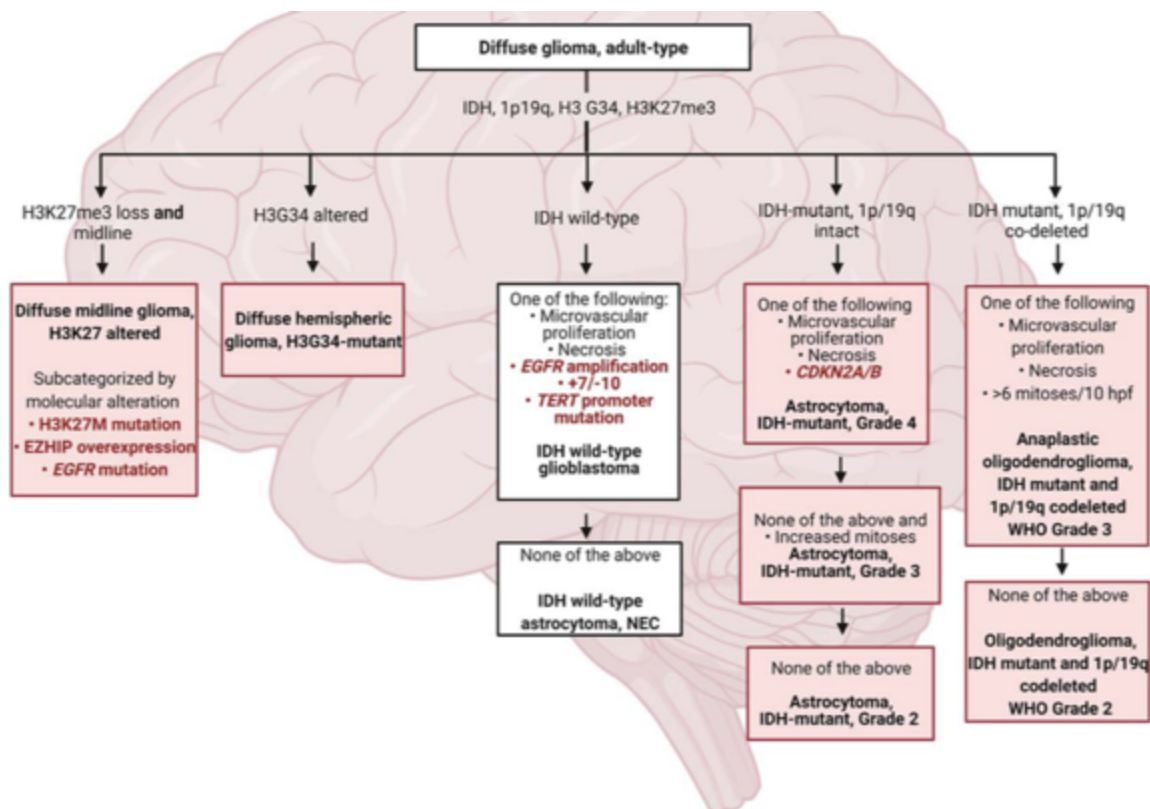 Diffuse glioma, adult-type
IDH, 1p19q, H3 G34, H3K27me3
H3K27me3 loss and
midline
Diffuse midline glioma,
H3K27 altered
Subcategorized by
molecular alteration
• H3K27M mutation
• EZHIP overexpression
• EGFR mutation
H3G34 altered
Diffuse hemispheric
glioma, H3G34-mutant
IDH wild-type
One of the following:
• Microvascular
proliferation
• Necrosis
• EGFR amplification
• +7/-10
• TERT promoter
mutation
IDH wild-type
glioblastoma
None of the above
IDH wild-type
astrocytoma, NEC
IDH-mutant, 1p/19q
intact
One of the following
• Microvascular
proliferation
• Necrosis
• CDKN2A/B
Astrocytoma,
IDH-mutant, Grade 4
None of the above and
• Increased mitoses
Astrocytoma,
IDH-mutant, Grade 3
None of the above
Astrocytoma,
IDH-mutant, Grade 2
IDH mutant, 1p/19q
co-deleted
One of the following
• Microvascular
proliferation
• Necrosis
• >6 mitoses/10 hpf
Anaplastic
oligodendroglioma,
IDH mutant and
1p/19q codeleted
WHO Grade 3
None of the above
Oligodendroglioma,
IDH mutant and 1p/19q
codeleted
WHO Grade 2